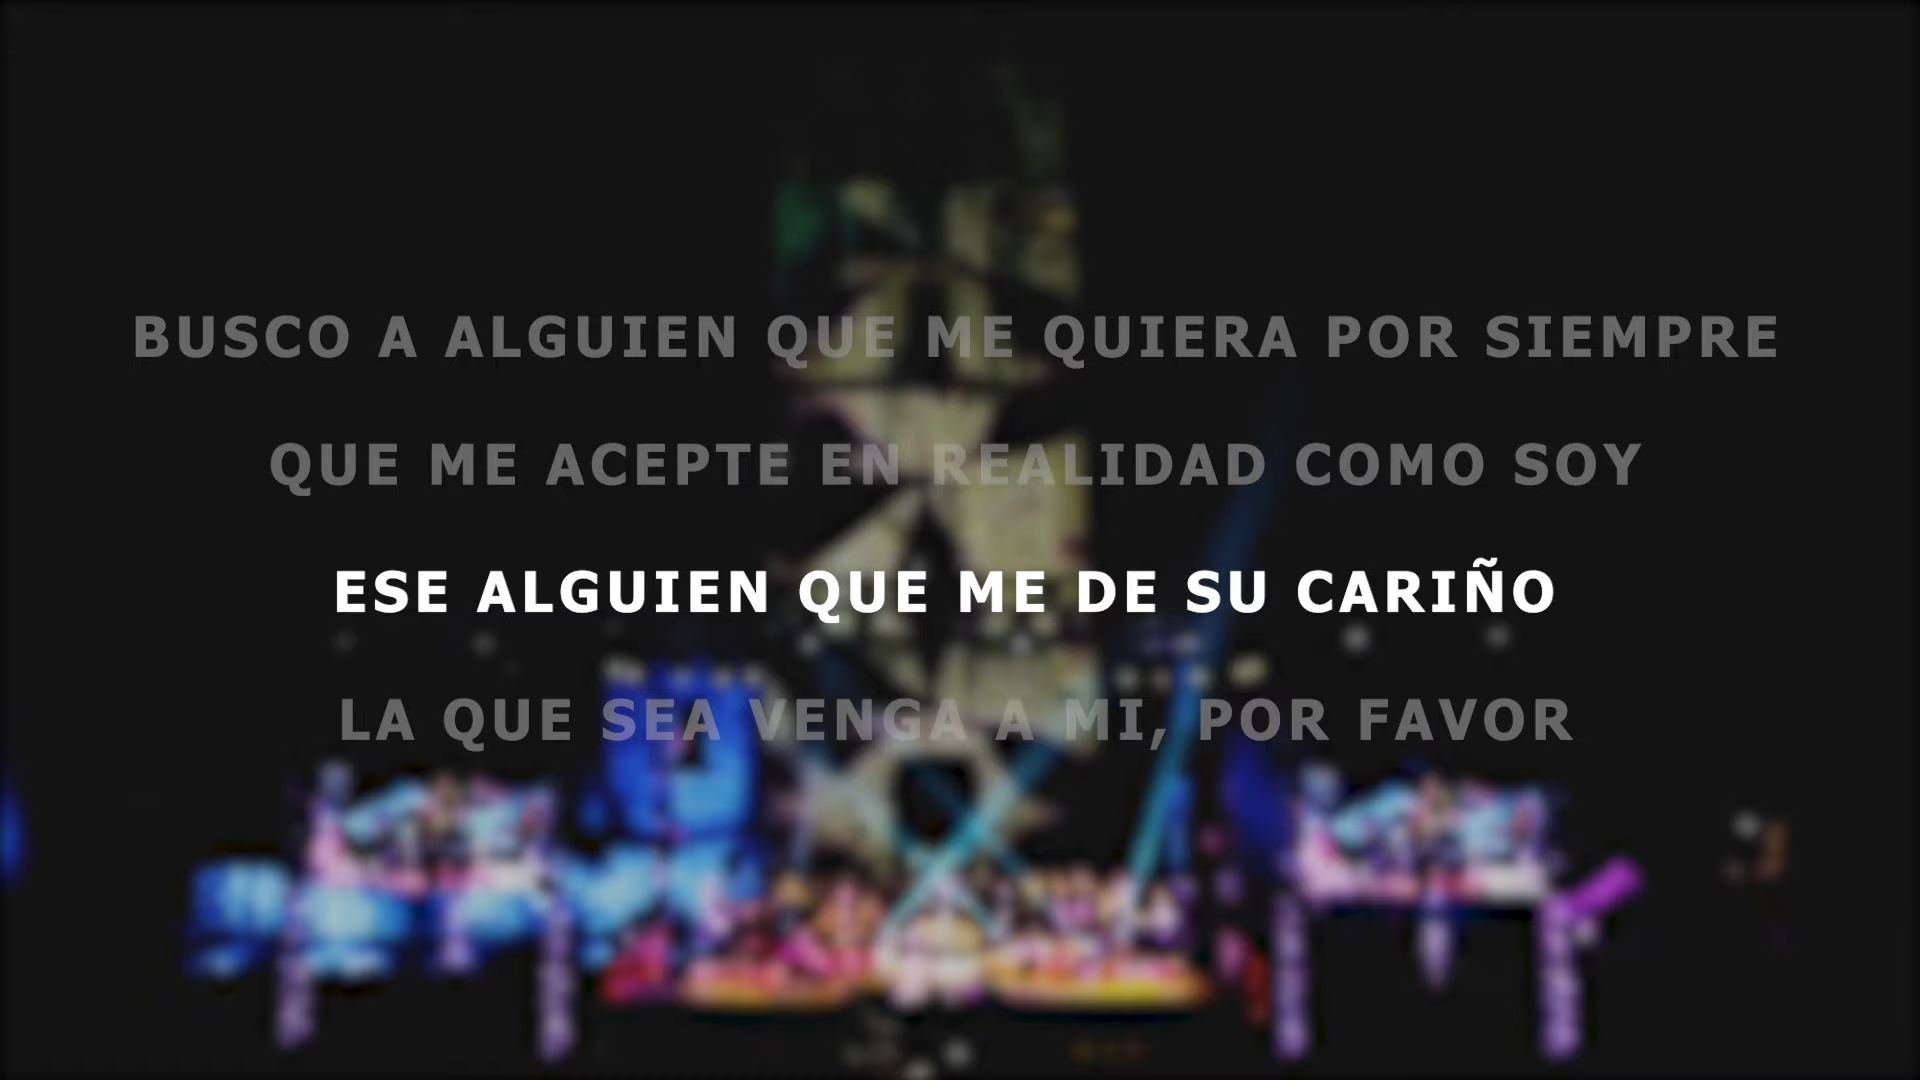 BUSCO A ALGUIEN QUE ME QUIERA POR SIEMPRE
QUE ME ACEPTE EN REALIDAD COMO SOY
ESE ALGUIEN QUE ME DE SU CARIÑO
LA QUE SEA VENGA A MI, POR FAVOR